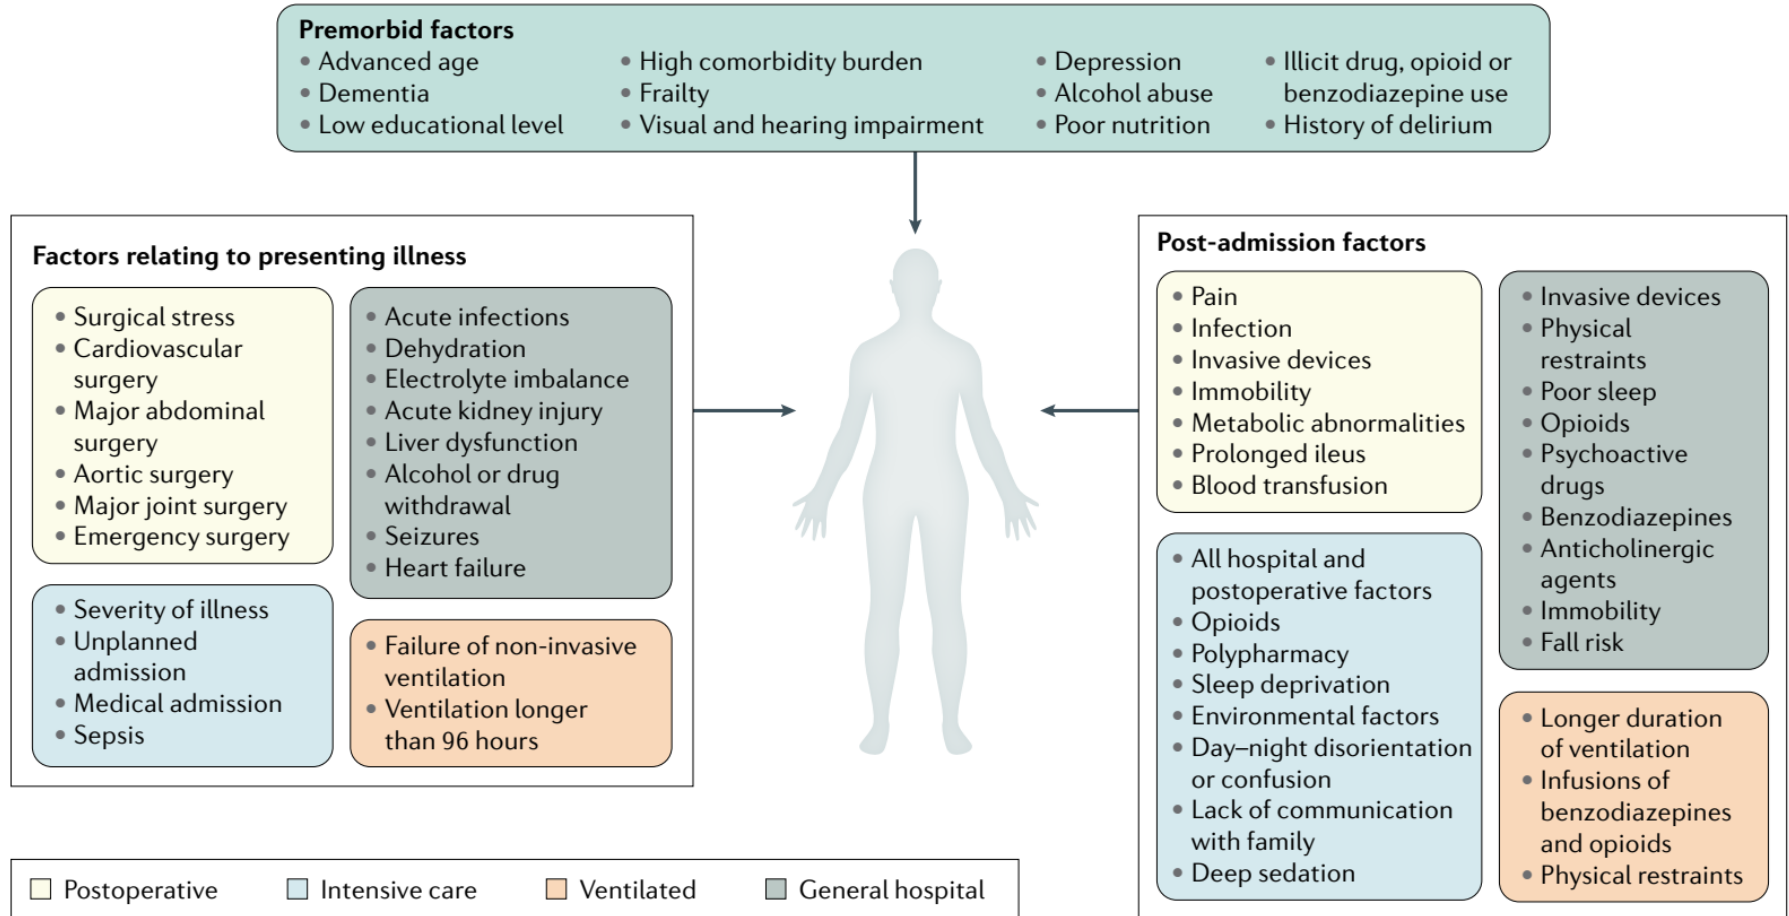 Premorbid factors
• Advanced age
• Dementia
• Low educational level
• High comorbidity burden
• Frailty
• Visual and hearing impairment
• Depression
• Alcohol abuse
• Poor nutrition
• Illicit drug, opioid or
benzodiazepine use
• History of delirium
Factors relating to presenting illness
• Surgical stress
• Cardiovascular
surgery
• Major abdominal
surgery
• Aortic surgery
• Major joint surgery
• Emergency surgery
• Acute infections
• Dehydration
• Electrolyte imbalance
• Acute kidney injury
• Liver dysfunction
• Alcohol or drug
withdrawal
• Seizures
• Heart failure
• Severity of illness
• Unplanned
admission
• Medical admission
• Sepsis
• Failure of non-invasive
ventilation
• Ventilation longer
than 96 hours
Post-admission factors
• Pain
• Infection
• Invasive devices
• Immobility
• Metabolic abnormalities
• Prolonged ileus
• Blood transfusion
• Invasive devices
• Physical
restraints
• Poor sleep
• Opioids
• Psychoactive
drugs
• Benzodiazepines
• Anticholinergic
agents
• Immobility
• Fall risk
• All hospital and
postoperative factors
• Opioids
• Polypharmacy
• Sleep deprivation
• Environmental factors
• Day–night disorientation
or confusion
• Lack of communication
with family
• Deep sedation
• Longer duration
of ventilation
• Infusions of
benzodiazepines
and opioids
• Physical restraints
Postoperative
Intensive care
Ventilated
General hospital